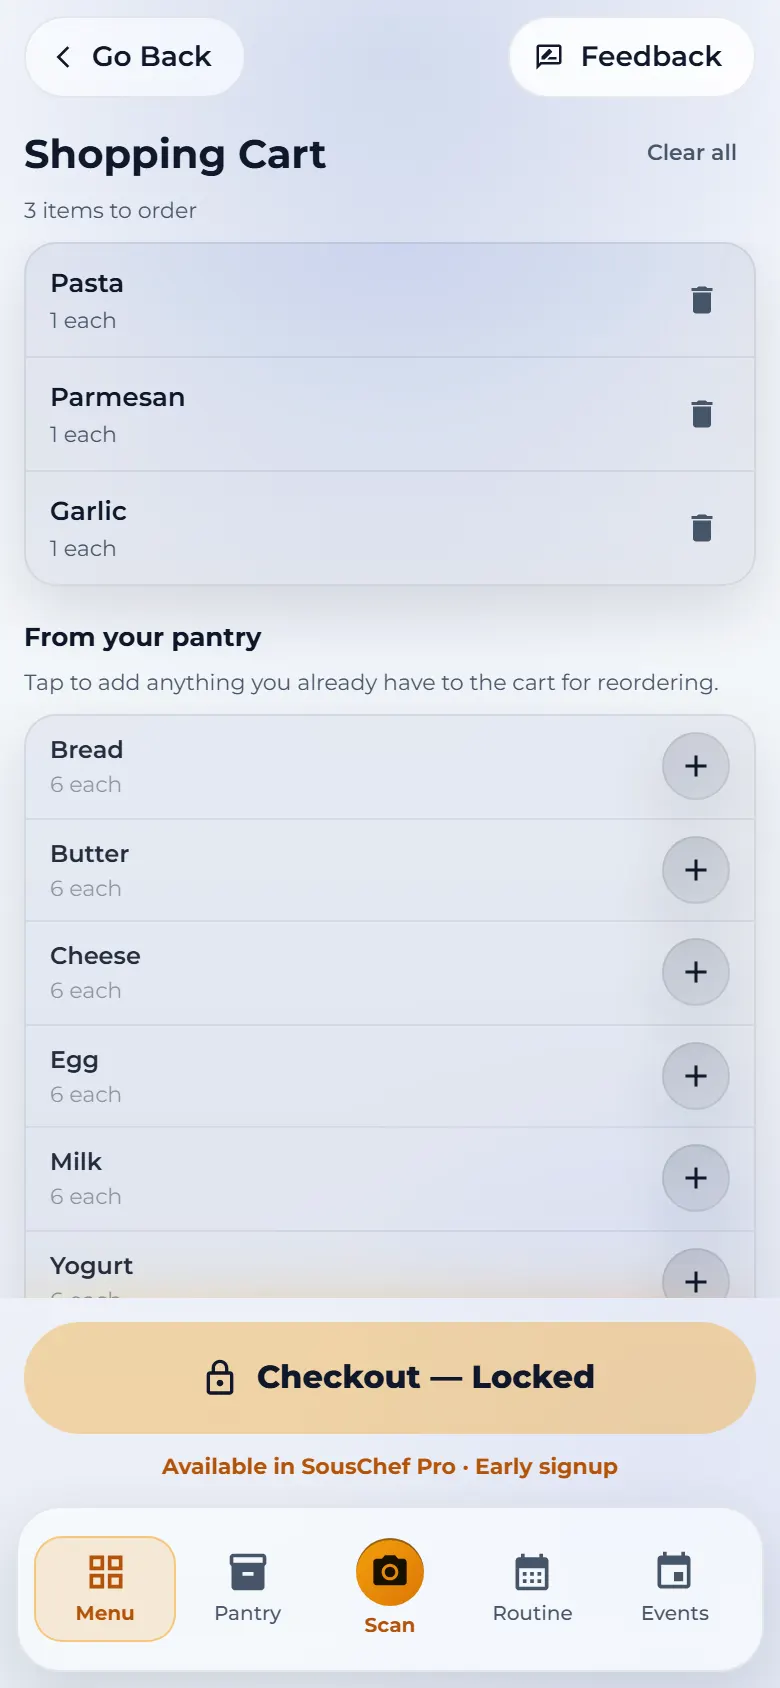 Go Back
Feedback
Shopping Cart
Clear all
3 items to order
Pasta
1 each
Parmesan
1 each
Garlic
1 each
From your pantry
Tap to add anything you already have to the cart for reordering.
Bread
6 each
Butter
6 each
Cheese
6 each
Egg
6 each
Milk
6 each
Yogurt
Checkout — Locked
Available in SousChef Pro · Early signup
Menu
Pantry
Scan
Routine
Events